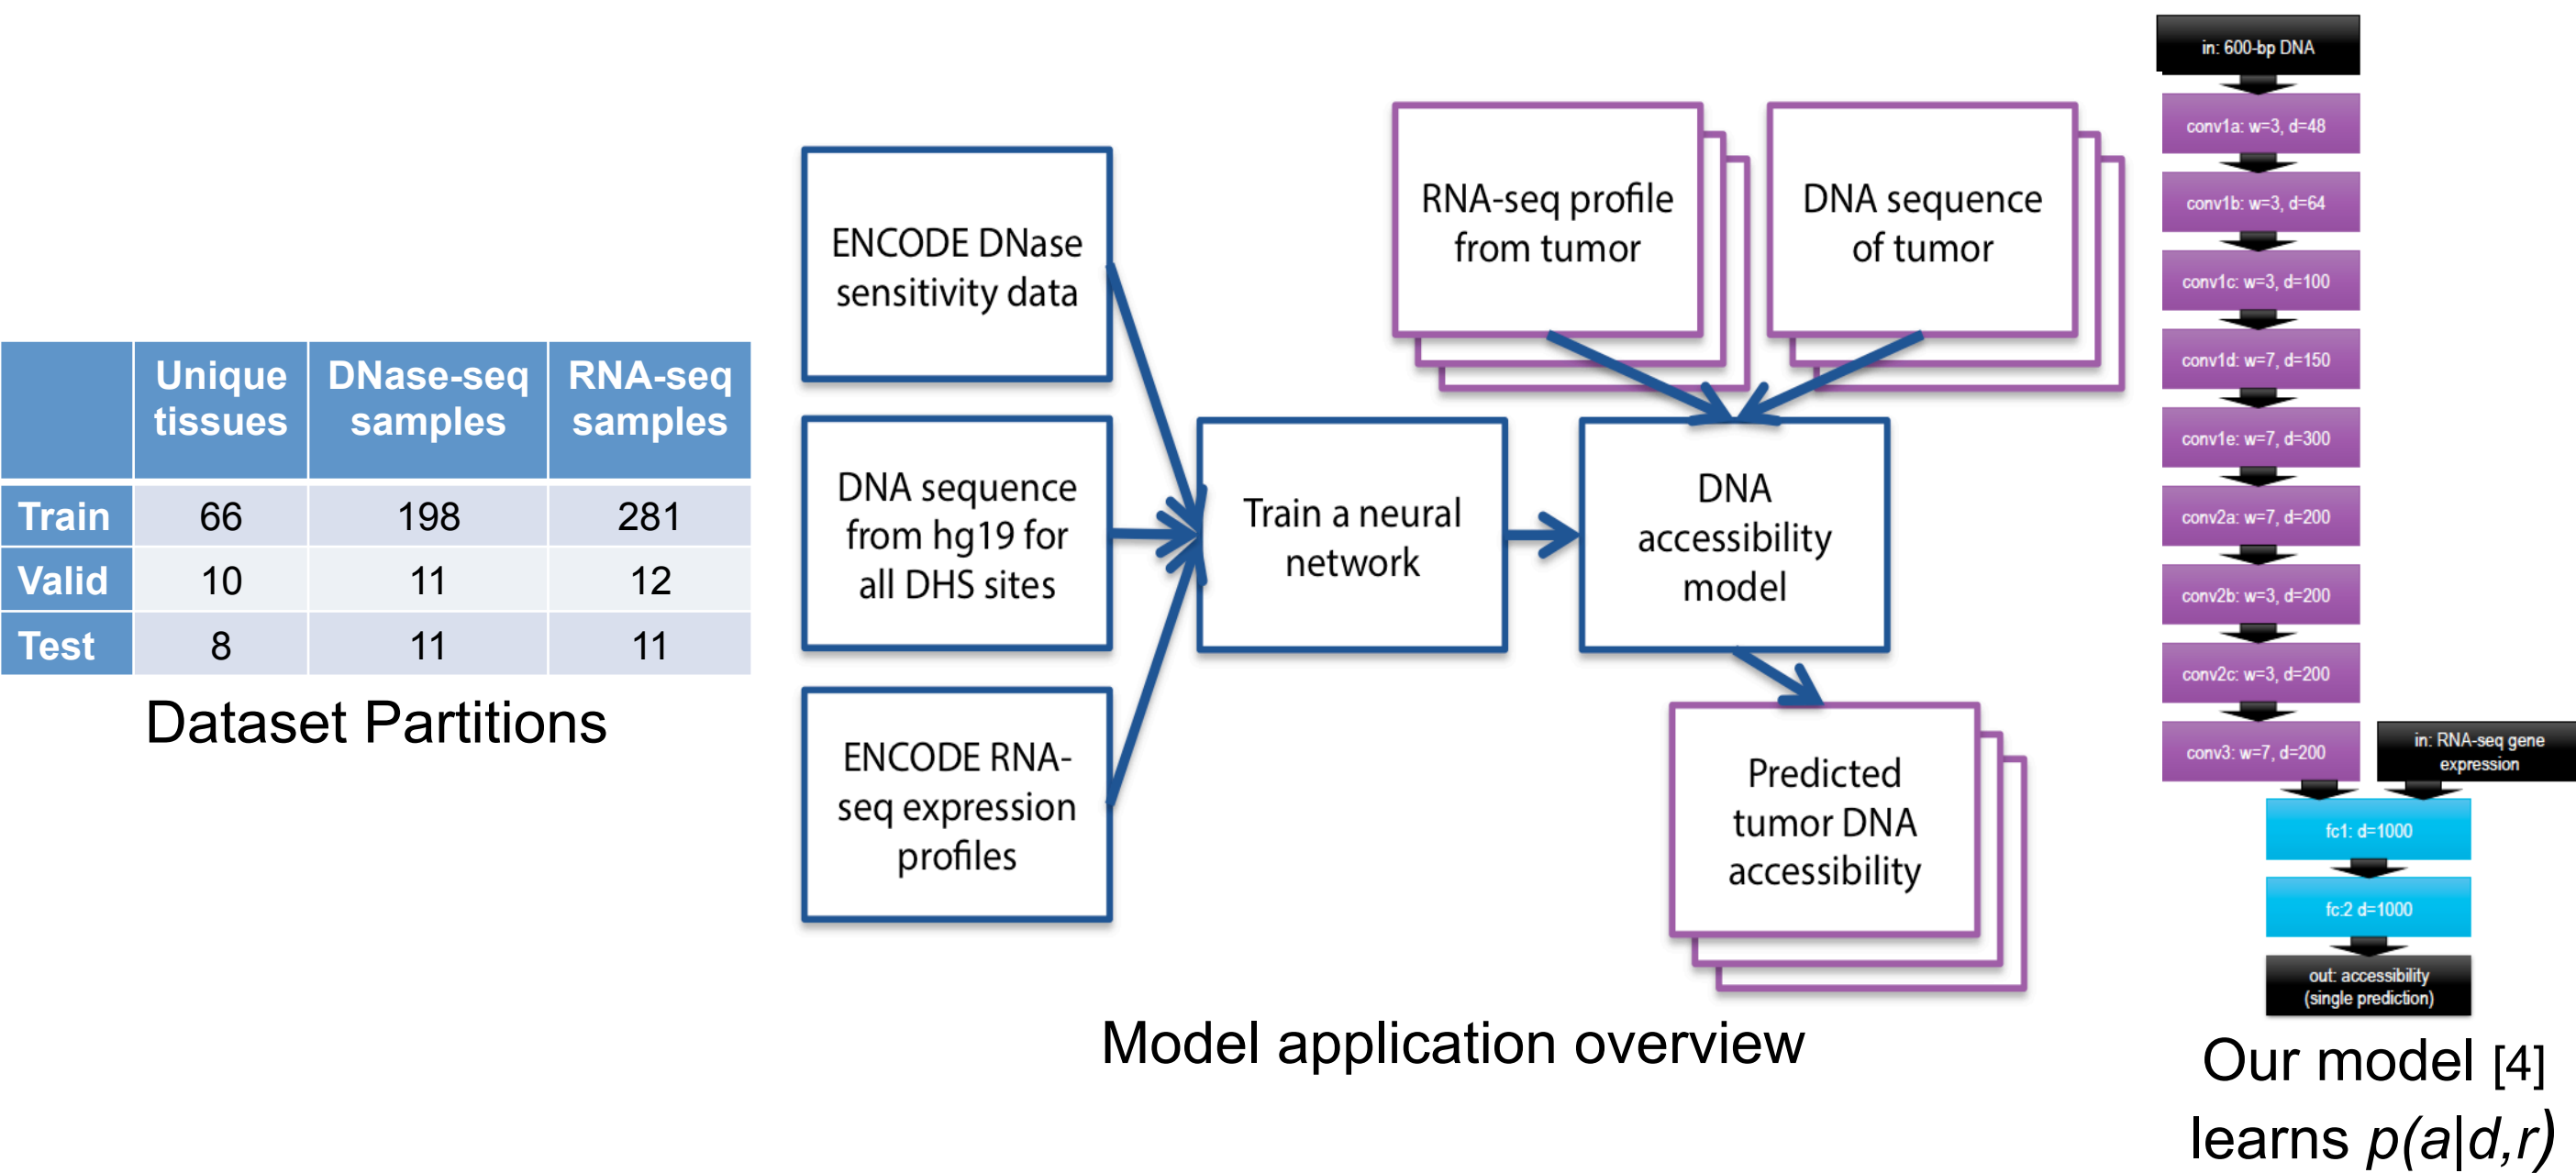 Unique tissues DNase-seq samples RNA-seq samples
Train 66 198 281
Valid 10 11 12
Test 8 11 11
Dataset Partitions
ENCODE DNase
sensitivity data
DNA sequence
from hg19 for
all DHS sites
ENCODE RNA-
seq expression
profiles
Train a neural
network
RNA-seq profile
from tumor
DNA sequence
of tumor
DNA
accessibility
model
Predicted
tumor DNA
accessibility
Model application overview
in: 600-bp DNA
conv1a: w=3, d=48
conv1b: w=3, d=64
conv1c: w=3, d=100
conv1d: w=7, d=150
conv1e: w=7, d=300
conv2a: w=7, d=200
conv2b: w=3, d=200
conv2c: w=3, d=200
conv3: w=7, d=200
in: RNA-seq gene
expression
fc1: d=1000
fc:2 d=1000
out: accessibility
(single prediction)
Our model [4]
learns p(a|d,r)